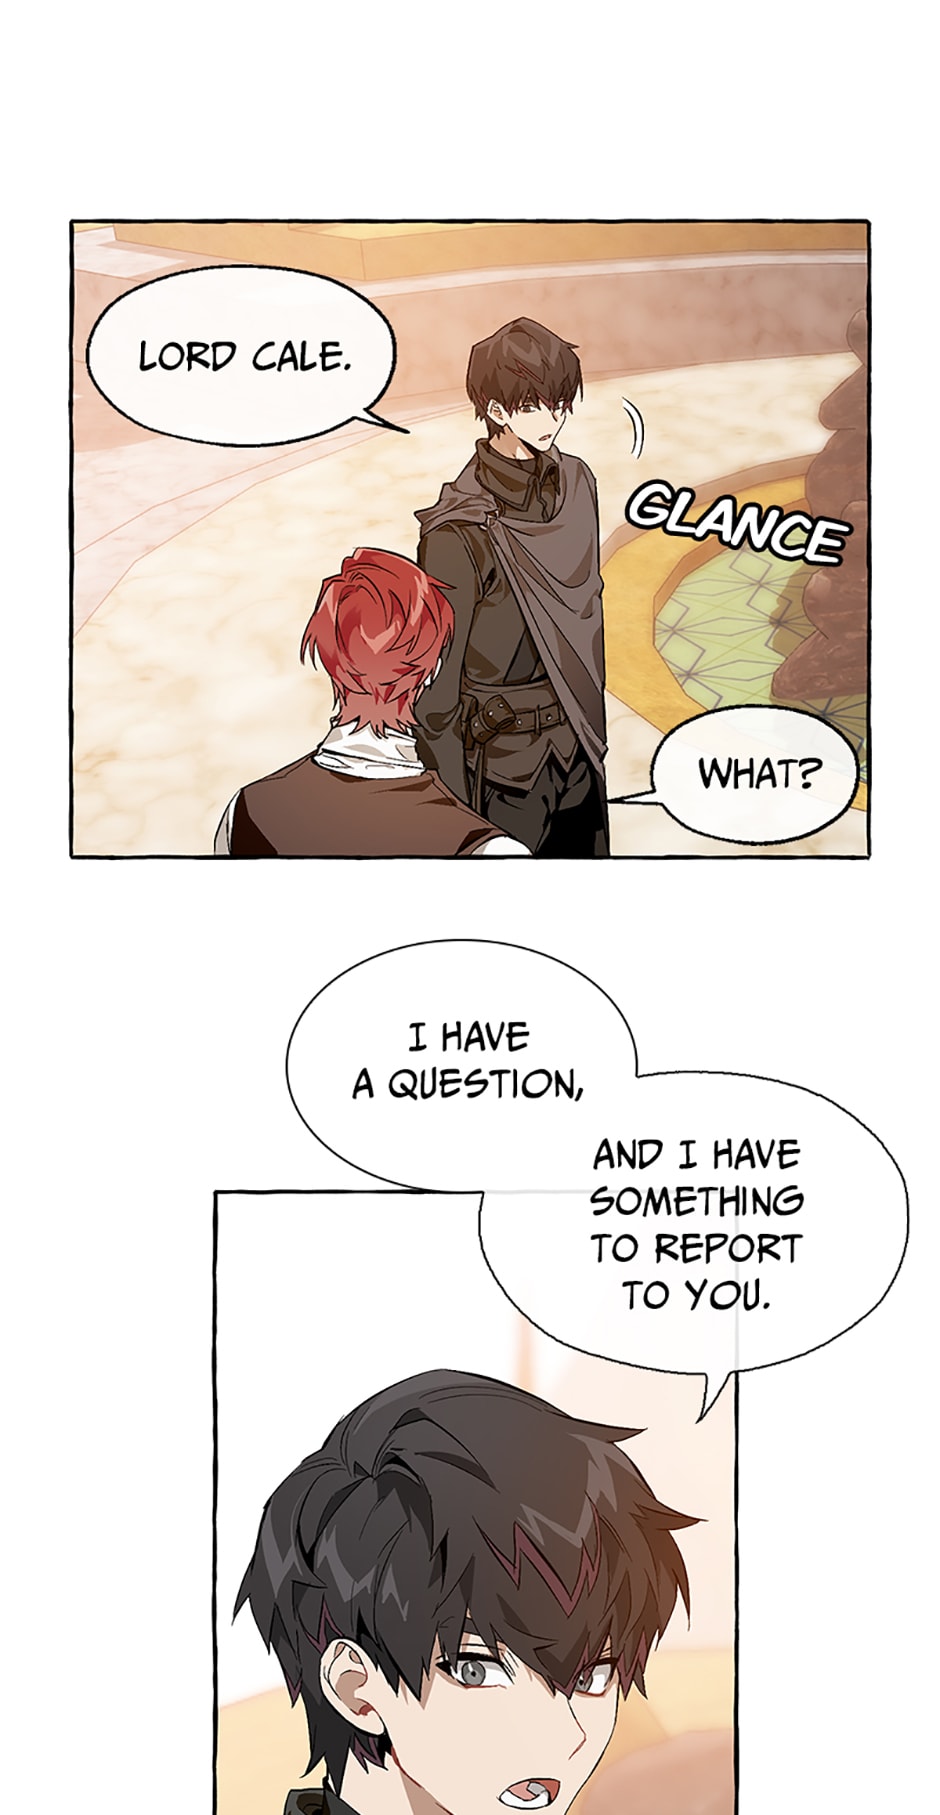 LORD CALE.
GLANCE
WHAT?
I HAVE
A QUESTION,
AND I HAVE
SOMETHING
TO REPORT
TO YOU.